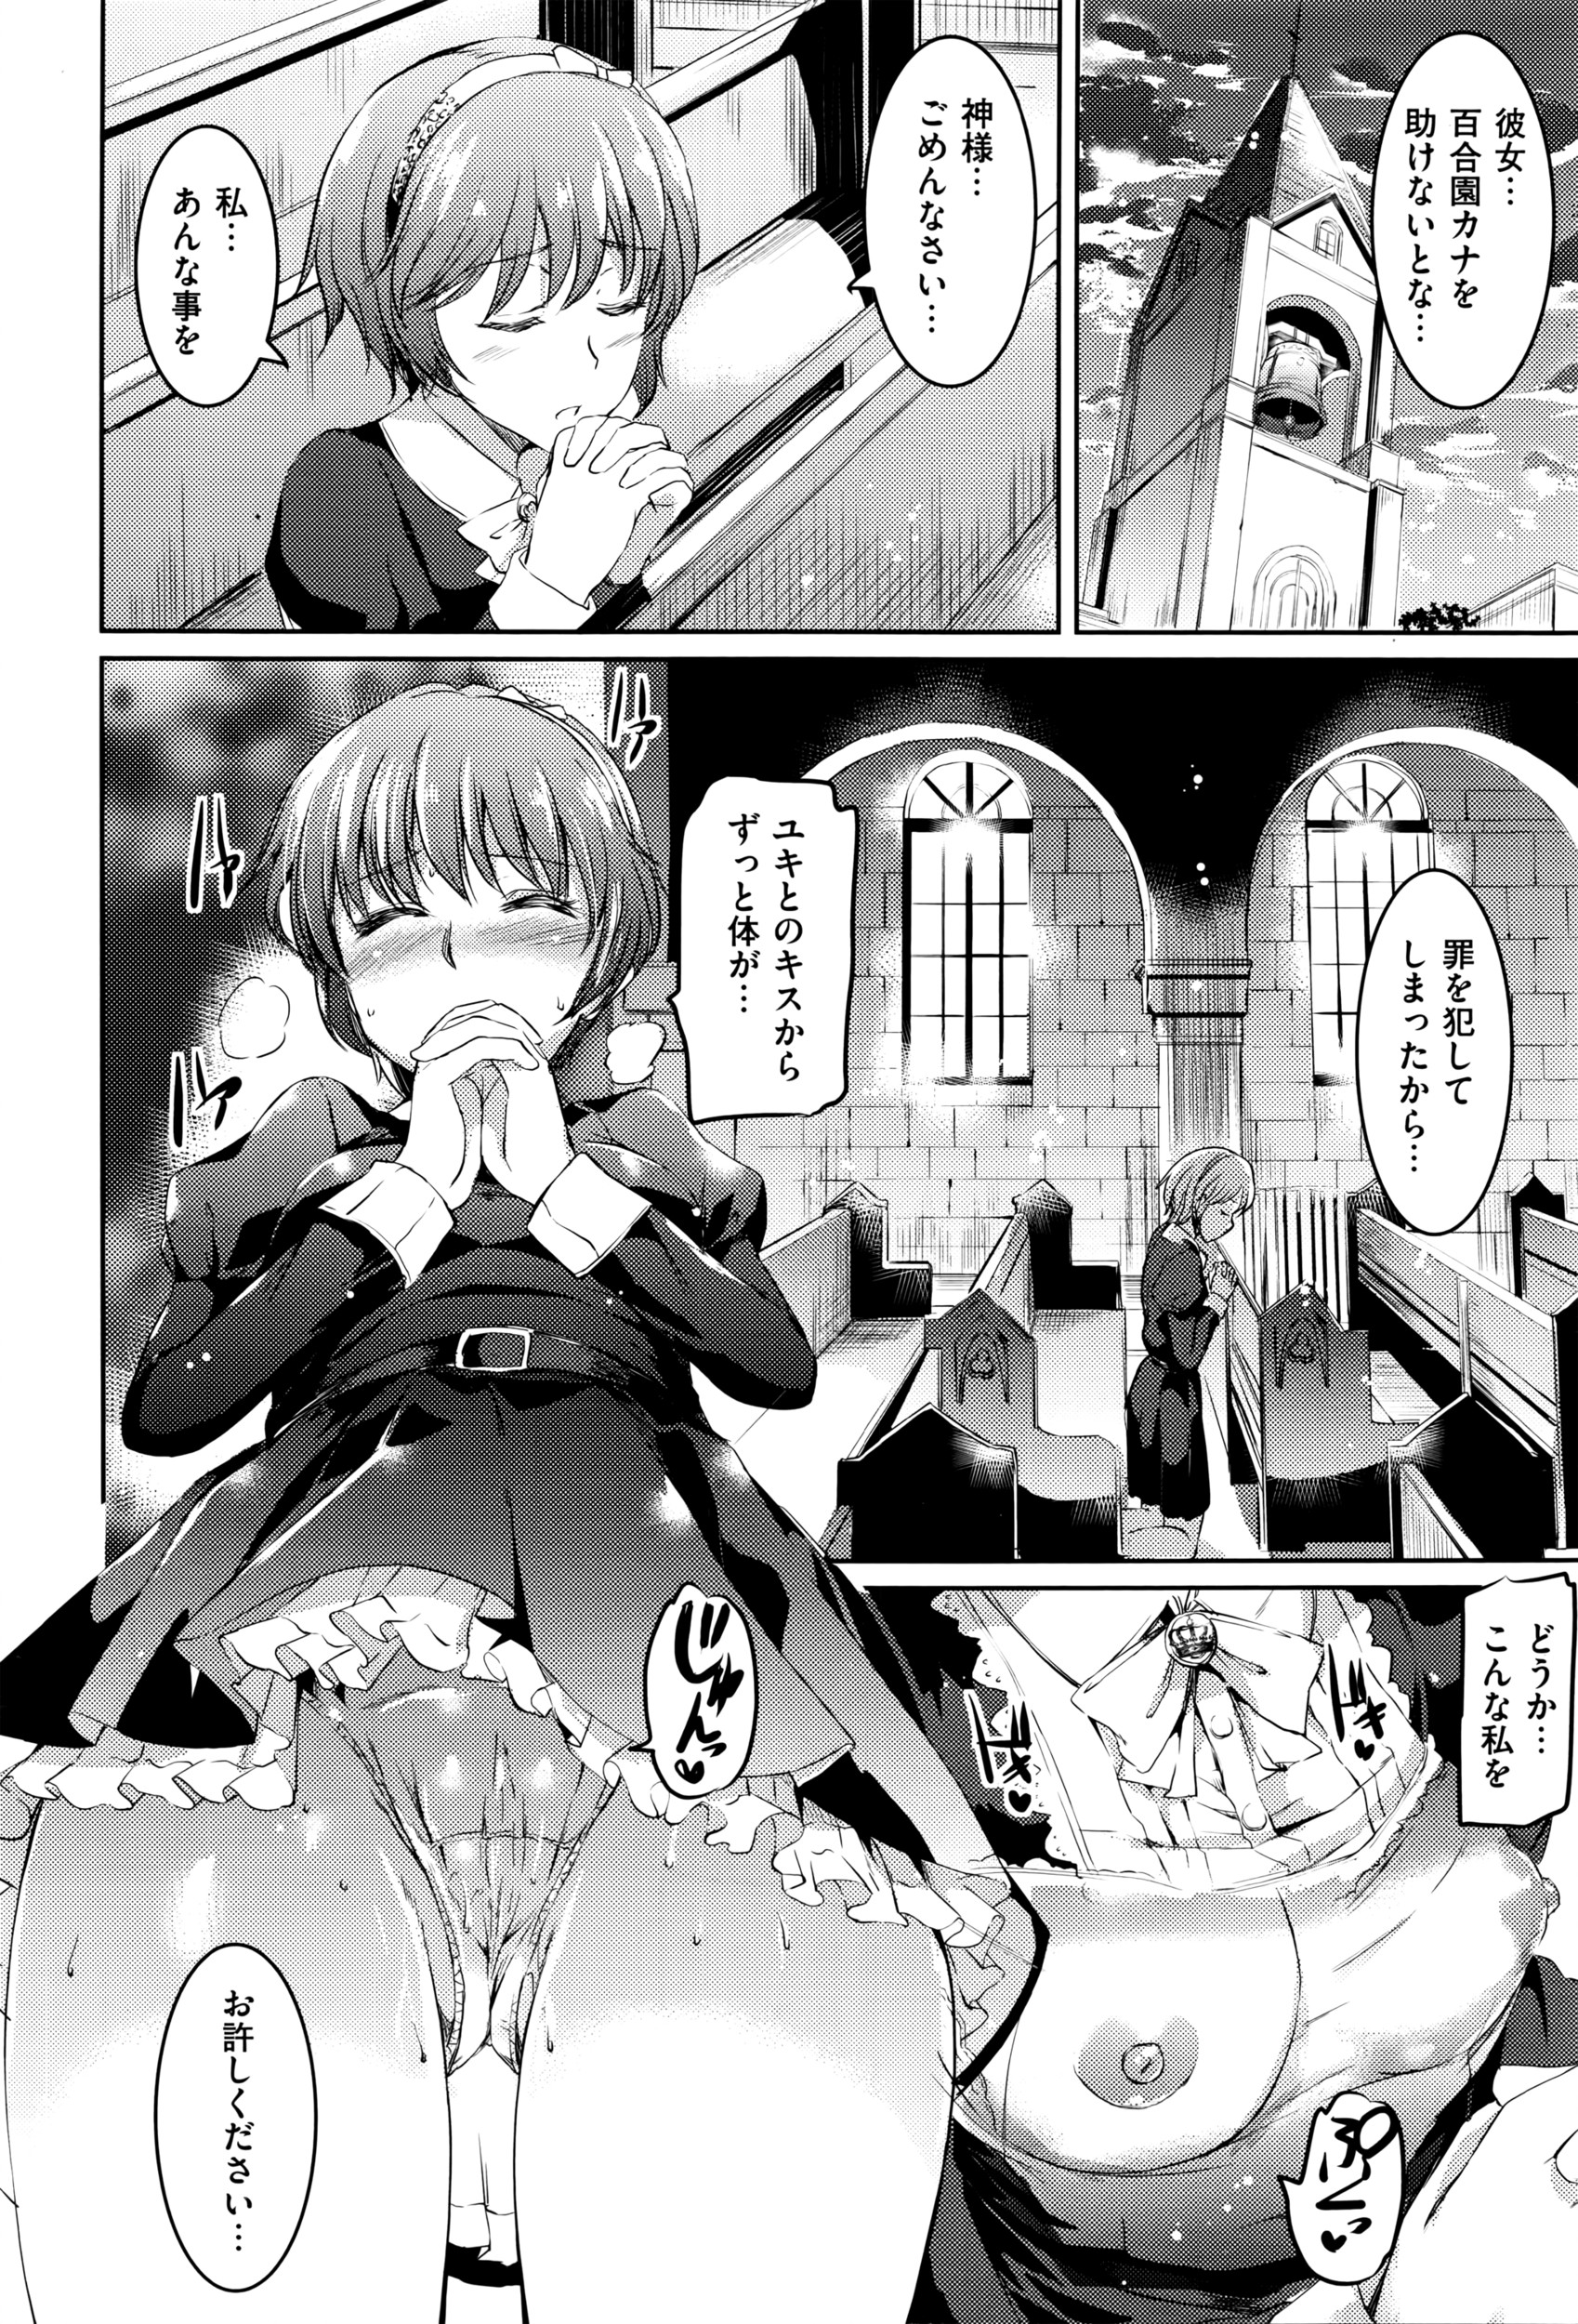 彼女…
百合園カナを
助けないとな…
神様…
ごめんなさい…
私…
あんな事を
罪を犯して
しまったから…
ユキとのキスから
ずっと体が…
ドァ
ドァ
ドァ
どうか…
こんな私を
ドキ♥
ドキ♥
じゅんっ♥
ぷくっ♥
お許しください…